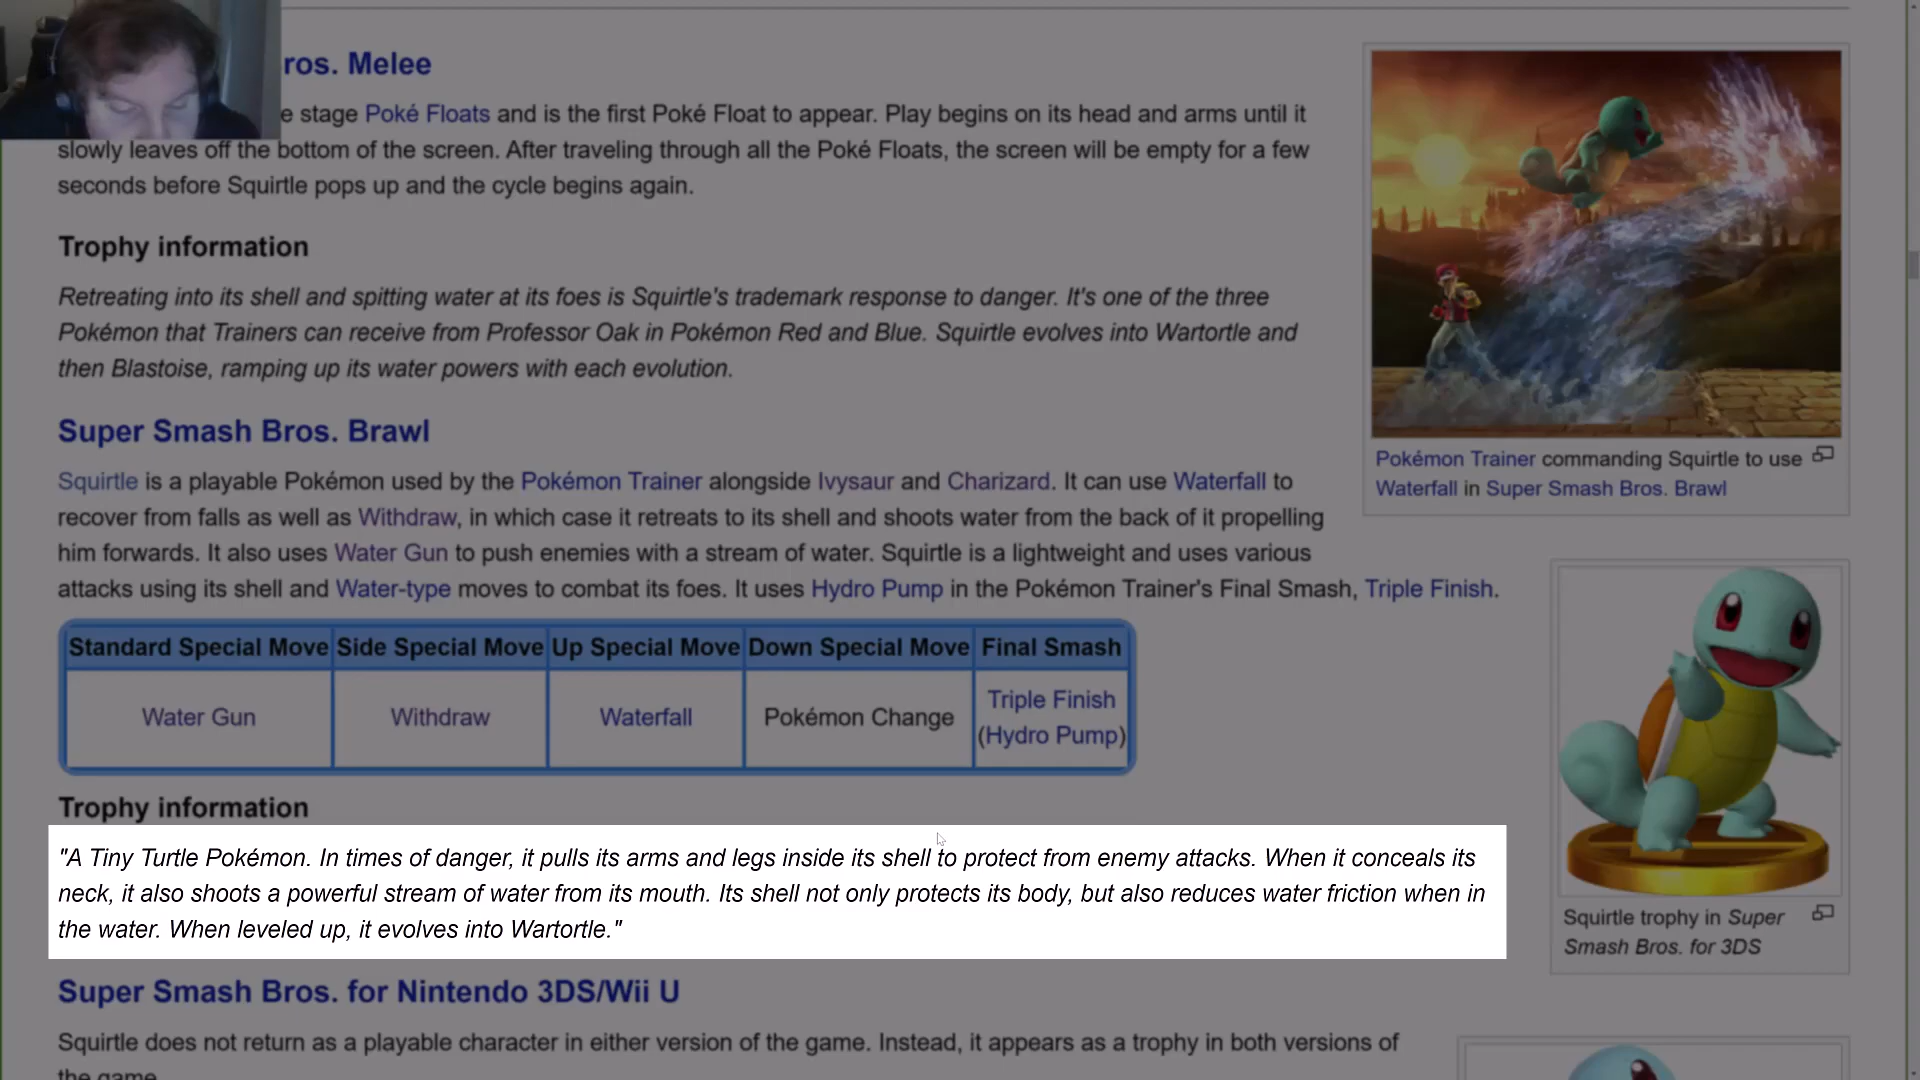 ros. Melee
e stage Poké Floats and is the first Poké Float to appear. Play begins on its head and arms until it
slowly leaves off the bottom of the screen. After traveling through all the Poké Floats, the screen will be empty for a few
seconds before Squirtle pops up and the cycle begins again.
Trophy information
Retreating into its shell and spitting water at its foes is Squirtle's trademark response to danger. It's one of the three
Pokémon that Trainers can receive from Professor Oak in Pokémon Red and Blue. Squirtle evolves into Wartortle and
then Blastoise, ramping up its water powers with each evolution.
Pokémon Trainer commanding Squirtle to use
Waterfall in Super Smash Bros. Brawl
Super Smash Bros. Brawl
Squirtle is a playable Pokémon used by the Pokémon Trainer alongside Ivysaur and Charizard. It can use Waterfall to
recover from falls as well as Withdraw, in which case it retreats to its shell and shoots water from the back of it propelling
him forwards. It also uses Water Gun to push enemies with a stream of water. Squirtle is a lightweight and uses various
attacks using its shell and Water-type moves to combat its foes. It uses Hydro Pump in the Pokémon Trainer's Final Smash, Triple Finish.
Standard Special Move Side Special Move Up Special Move Down Special Move Final Smash
Water Gun Withdraw Waterfall Pokémon Change Triple Finish
(Hydro Pump)
Trophy information
"A Tiny Turtle Pokémon. In times of danger, it pulls its arms and legs inside its shell to protect from enemy attacks. When it conceals its
neck, it also shoots a powerful stream of water from its mouth. Its shell not only protects its body, but also reduces water friction when in
the water. When leveled up, it evolves into Wartortle."
Squirtle trophy in Super
Smash Bros. for 3DS
Super Smash Bros. for Nintendo 3DS/Wii U
Squirtle does not return as a playable character in either version of the game. Instead, it appears as a trophy in both versions of
the game.